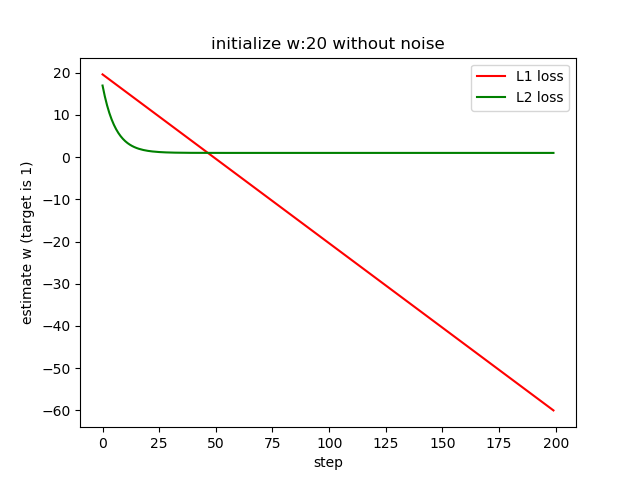 initialize w:20 without noise
L1 loss
L2 loss
estimate w (target is 1)
20
10
0
−10
−20
−30
−40
−50
−60
0 25 50 75 100 125 150 175 200
step